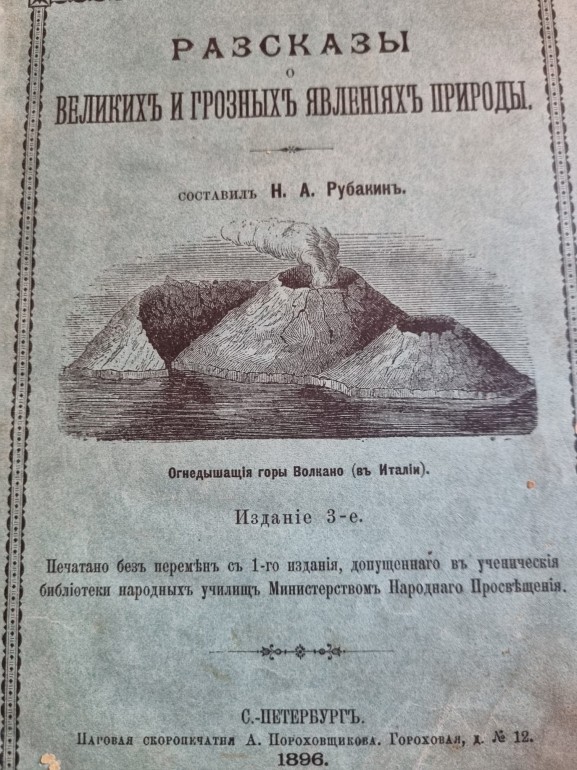 РАЗСКАЗЫ
О
ВЕЛИКИХЪ И ГРОЗНЫХЪ ЯВЛЕНІЯХЪ ПРИРОДЫ.
СОСТАВИЛЪ Н. А. Рубакинъ.
Огнедышащія горы Волкано (въ Италіи).
Изданіе 3-е.
Печатано безъ перемѣнъ съ 1-го изданія, допущеннаго въ ученическія
библіотеки народныхъ училищъ Министерствомъ Народнаго Просвѣщенія.
С.-ПЕТЕРБУРГЪ.
Паровая скоропечатня А. Пороховщикова. Гороховая, д. № 12.
1896.